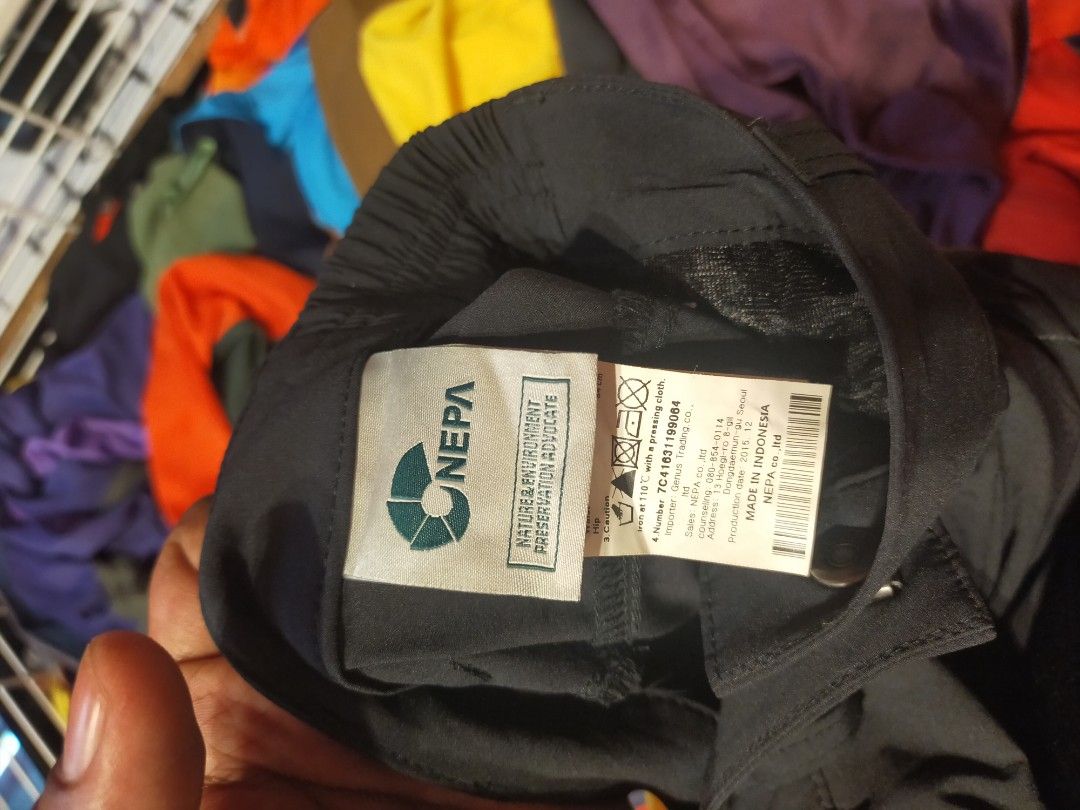 NEPA
NATURE & ENVIRONMENT
PRESERVATION ADVOCATE
Hip
3.Caution
Iron at 110℃ with a pressing cloth.
4.Number 7C41631199064
Importer: Genus Trading co.,
ltd
Sales: NEPA co.,ltd
counseling: 080-854-0114
Address: 13 Hoegi-ro 8-gil
Dongdaemun-gu Seoul
Production date 2015. 12
MADE IN INDONESIA
NEPA co.,ltd